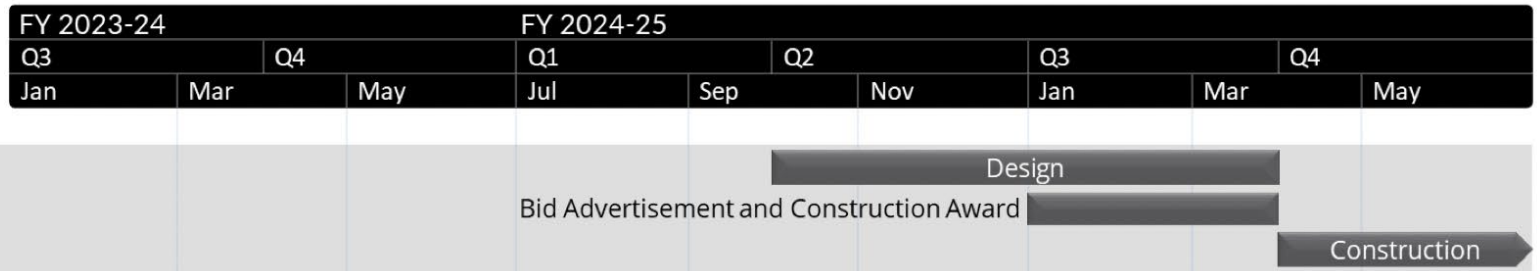 FY 2023-24 FY 2024-25
Q3 Q4 Q1 Q2 Q3 Q4
Jan Mar May Jul Sep Nov Jan Mar May
Design
Bid Advertisement and Construction Award
Construction